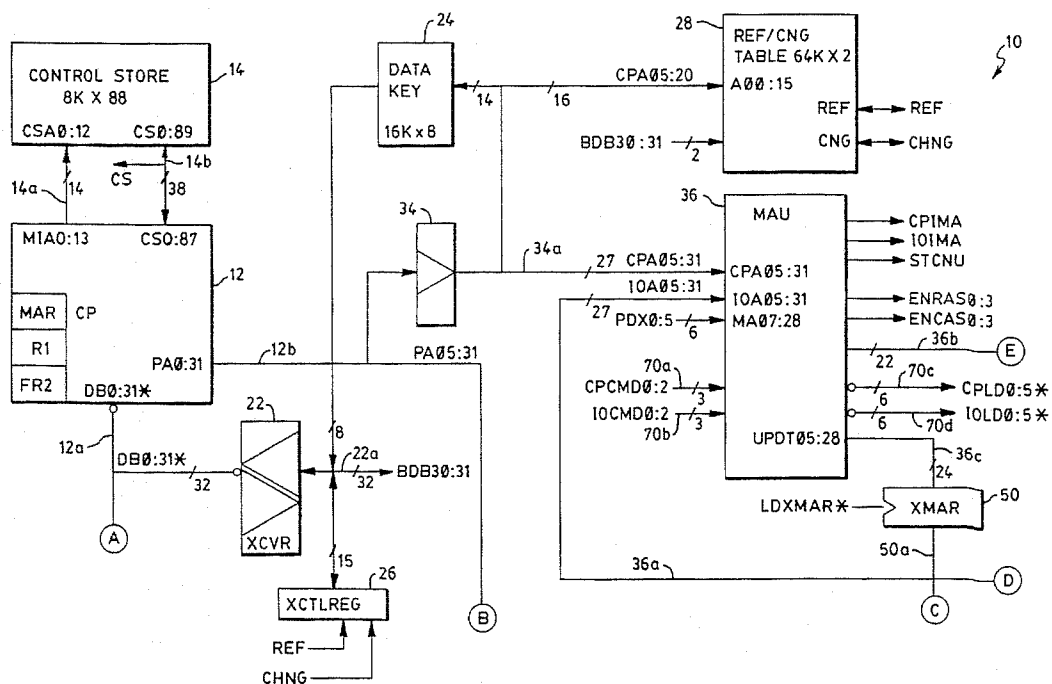 24
28
10
CONTROL STORE
8K X 88
CSA0:12
CS0:89
14
14a
14
CS
14b
38
DATA
KEY
16K x 8
14
16
CPA05:20
REF/CNG
TABLE 64K X 2
A00:15
REF
REF
CNG
CHNG
BDB30:31
2
MIA0:13
CS0:87
12
MAR
CP
R1
FR2
PA0:31
DB0:31*
34
34a
12b
PA05:31
36
MAU
27
CPA05:31
CPA05:31
IOA05:31
27
IOA05:31
PDX0:5
6
MA07:28
70a
CPCMD0:2
3
IOCMD0:2
3
70b
UPDT05:28
CPIMA
IOIMA
STCNU
ENRAS0:3
ENCAS0:3
36b
22
E
70c
6
CPLD0:5*
6
IOLD0:5*
70d
36c
24
12a
DB0:31*
32
A
22
XCVR
8
22a
32
BDB30:31
15
26
XCTLREG
REF
CHNG
B
LDXMAR*
XMAR
50
50a
36a
D
C